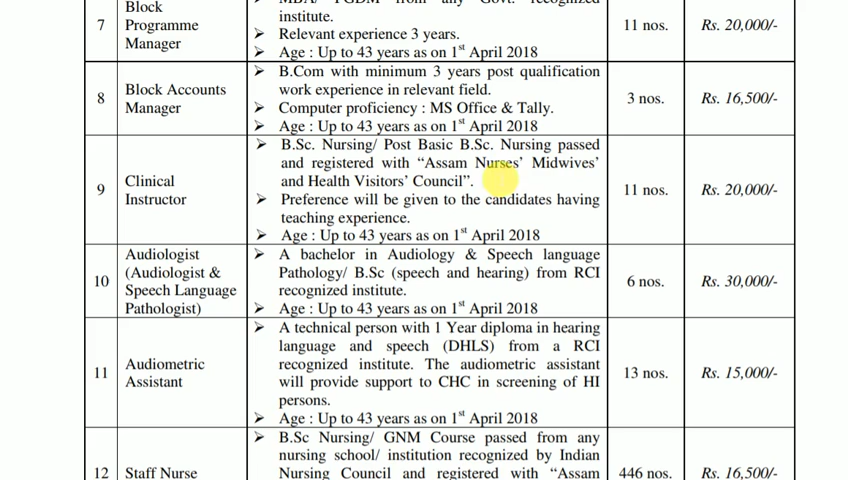 MBA/ PGDM from any Govt. recognized
institute.
Relevant experience 3 years.
Age : Up to 43 years as on 1st April 2018
7
Block
Programme
Manager
11 nos.
Rs. 20,000/-
8
Block Accounts
Manager
B.Com with minimum 3 years post qualification
work experience in relevant field.
Computer proficiency : MS Office & Tally.
Age : Up to 43 years as on 1st April 2018
3 nos.
Rs. 16,500/-
9
Clinical
Instructor
B.Sc. Nursing/ Post Basic B.Sc. Nursing passed
and registered with “Assam Nurses’ Midwives’
and Health Visitors’ Council”.
Preference will be given to the candidates having
teaching experience.
Age : Up to 43 years as on 1st April 2018
11 nos.
Rs. 20,000/-
10
Audiologist
(Audiologist &
Speech Language
Pathologist)
A bachelor in Audiology & Speech language
Pathology/ B.Sc (speech and hearing) from RCI
recognized institute.
Age : Up to 43 years as on 1st April 2018
6 nos.
Rs. 30,000/-
11
Audiometric
Assistant
A technical person with 1 Year diploma in hearing
language and speech (DHLS) from a RCI
recognized institute. The audiometric assistant
will provide support to CHC in screening of HI
persons.
Age : Up to 43 years as on 1st April 2018
13 nos.
Rs. 15,000/-
12
Staff Nurse
B.Sc Nursing/ GNM Course passed from any
nursing school/ institution recognized by Indian
Nursing Council and registered with “Assam
446 nos.
Rs. 16,500/-